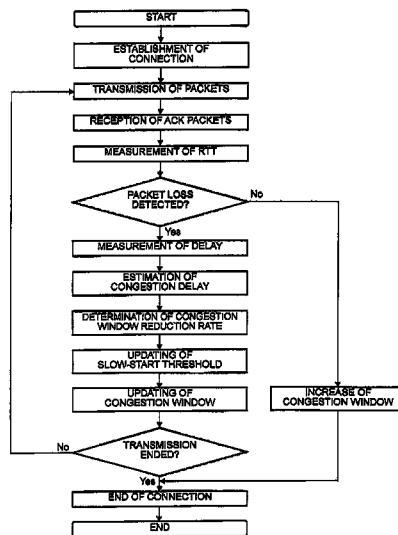 START
ESTABLISHMENT OF
CONNECTION
TRANSMISSION OF PACKETS
RECEPTION OF ACK PACKETS
MEASUREMENT OF RTT
PACKET LOSS
DETECTED?
No
Yes
MEASUREMENT OF DELAY
ESTIMATION OF
CONGESTION DELAY
DETERMINATION OF CONGESTION
WINDOW REDUCTION RATE
UPDATING OF
SLOW-START THRESHOLD
UPDATING OF
CONGESTION WINDOW
INCREASE OF
CONGESTION WINDOW
No
TRANSMISSION
ENDED?
Yes
END OF CONNECTION
END